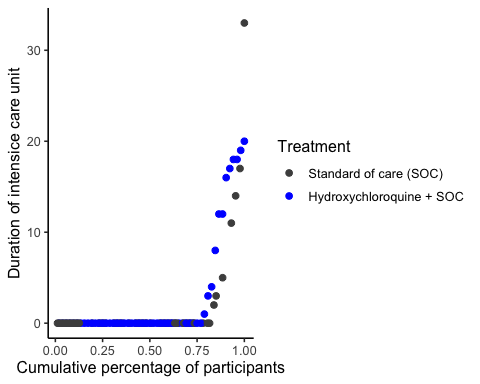 30
20
10
0
Duration of intensice care unit
0.00 0.25 0.50 0.75 1.00
Cumulative percentage of participants
Treatment
Standard of care (SOC)
Hydroxychloroquine + SOC